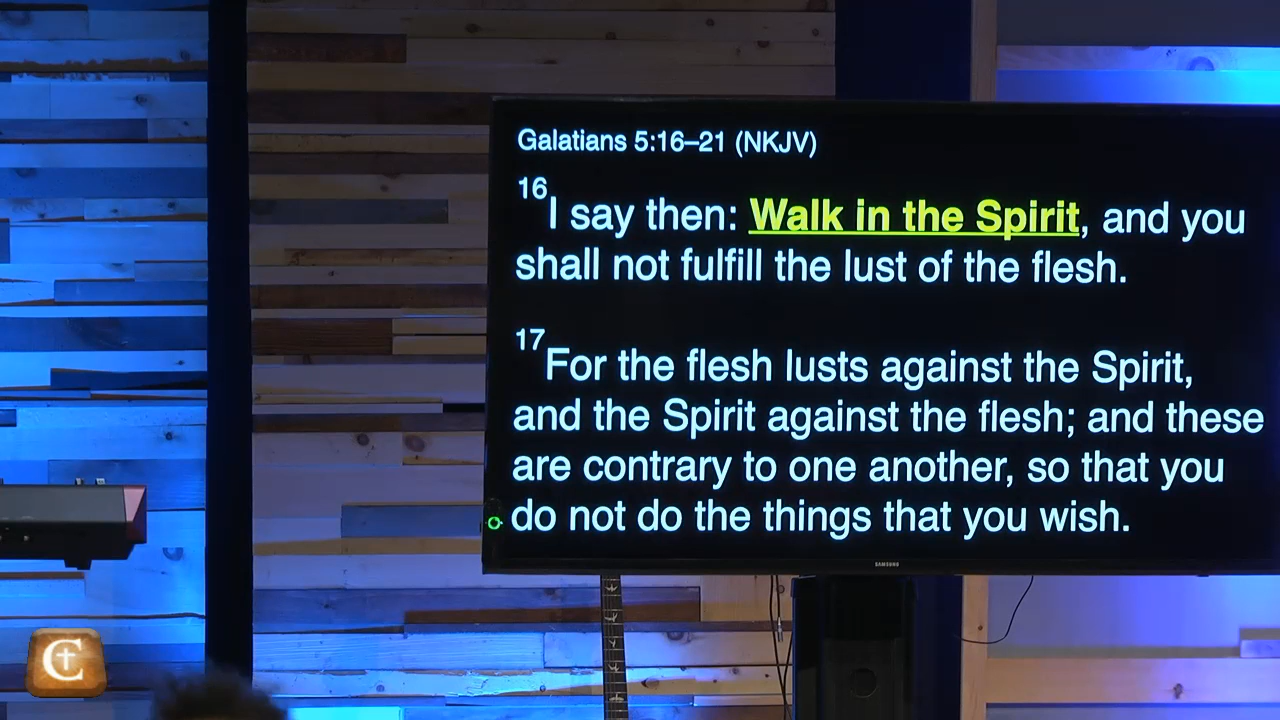 Galatians 5:16–21 (NKJV)
16I say then: Walk in the Spirit, and you
shall not fulfill the lust of the flesh.
17For the flesh lusts against the Spirit,
and the Spirit against the flesh; and these
are contrary to one another, so that you
do not do the things that you wish.
SAMSUNG
C